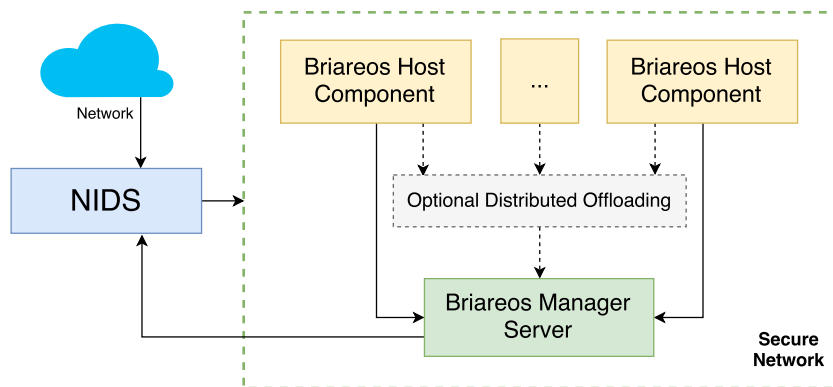 Network
NIDS
Briareos Host
Component
...
Briareos Host
Component
Optional Distributed Offloading
Briareos Manager
Server
Secure
Network